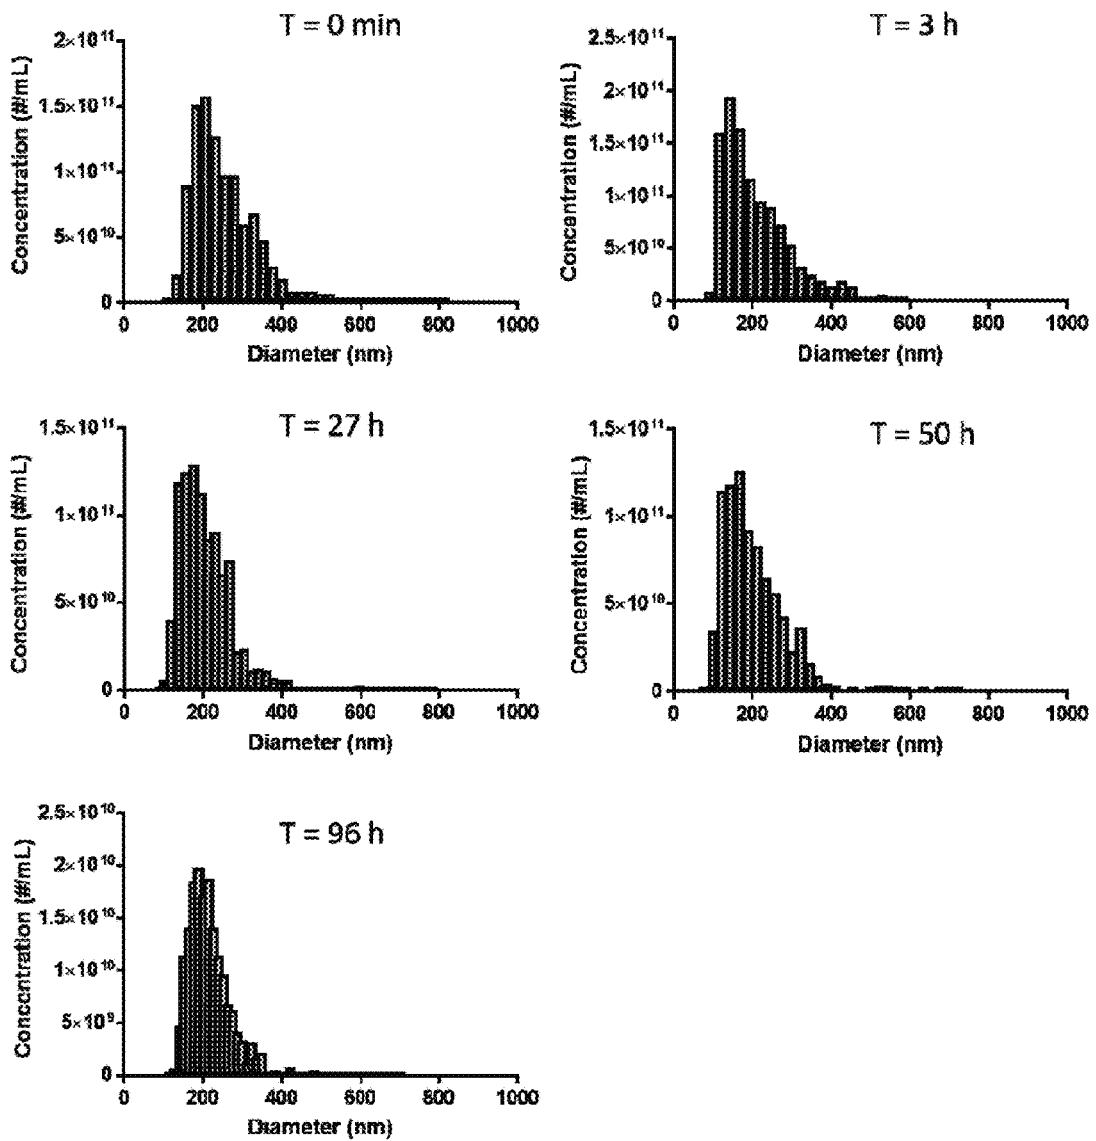 T = 0 min
2×10¹¹
1.5×10¹¹
1×10¹¹
5×10¹⁰
0
Concentration (#/mL)
0 200 400 600 800 1000
Diameter (nm)
T = 3 h
2.5×10¹¹
2×10¹¹
1.5×10¹¹
1×10¹¹
5×10¹⁰
0
Concentration (#/mL)
0 200 400 600 800 1000
Diameter (nm)
T = 27 h
1.5×10¹¹
1×10¹¹
5×10¹⁰
0
Concentration (#/mL)
0 200 400 600 800 1000
Diameter (nm)
T = 50 h
1.5×10¹¹
1×10¹¹
5×10¹⁰
0
Concentration (#/mL)
0 200 400 600 800 1000
Diameter (nm)
T = 96 h
2.5×10¹⁰
2×10¹⁰
1.5×10¹⁰
1×10¹⁰
5×10⁹
0
Concentration (#/mL)
0 200 400 600 800 1000
Diameter (nm)